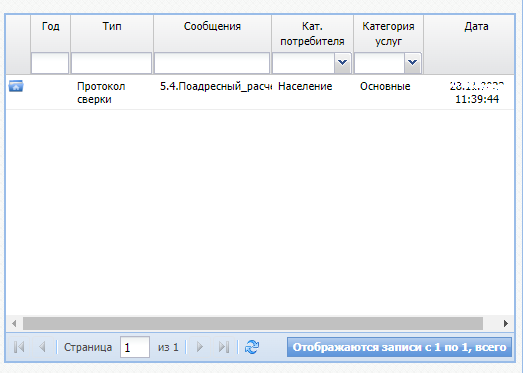 Год
Тип
Сообщения
Кат. потребителя
Категория услуг
Дата
Протокол сверки
5.4.Поадресный_расч
Население
Основные
11:39:44
Страница 1 из 1
Отображаются записи с 1 по 1, всего